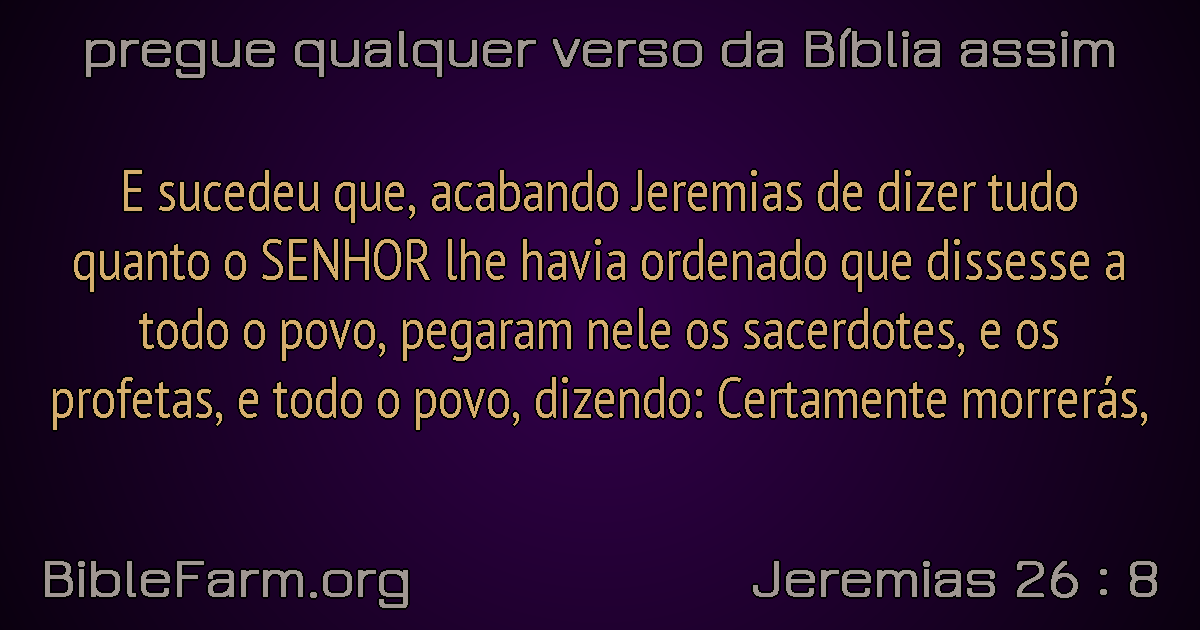 pregue qualquer verso da Bíblia assim
E sucedeu que, acabando Jeremias de dizer tudo
quanto o SENHOR lhe havia ordenado que dissesse a
todo o povo, pegaram nele os sacerdotes, e os
profetas, e todo o povo, dizendo: Certamente morrerás,
BibleFarm.org
Jeremias 26 : 8